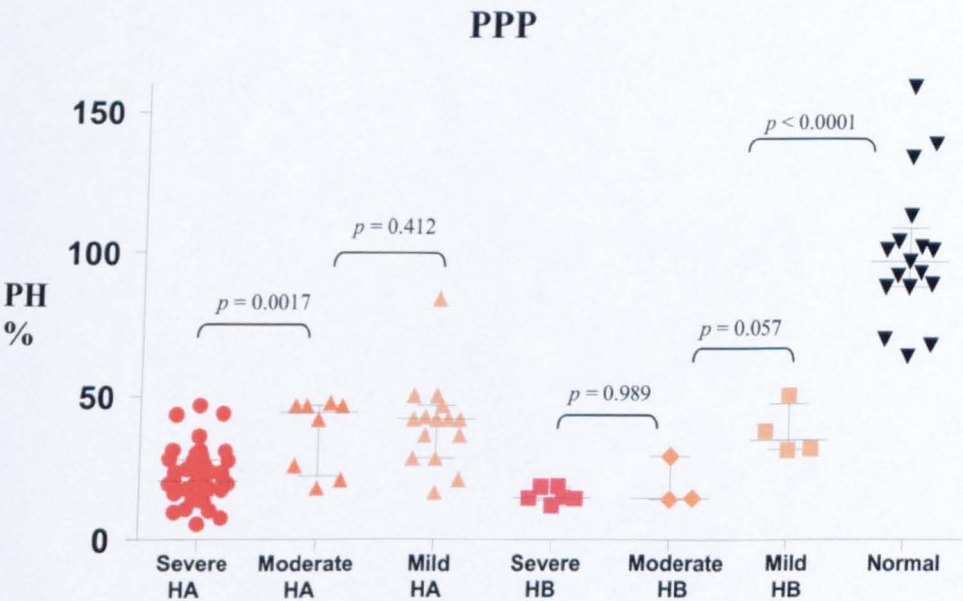 PPP
150
p < 0.0001
p = 0.412
100
PH
%
p = 0.0017
p = 0.057
50
p = 0.989
0
Severe Moderate Mild Severe Moderate Mild Normal
HA HA HA HB HB HB